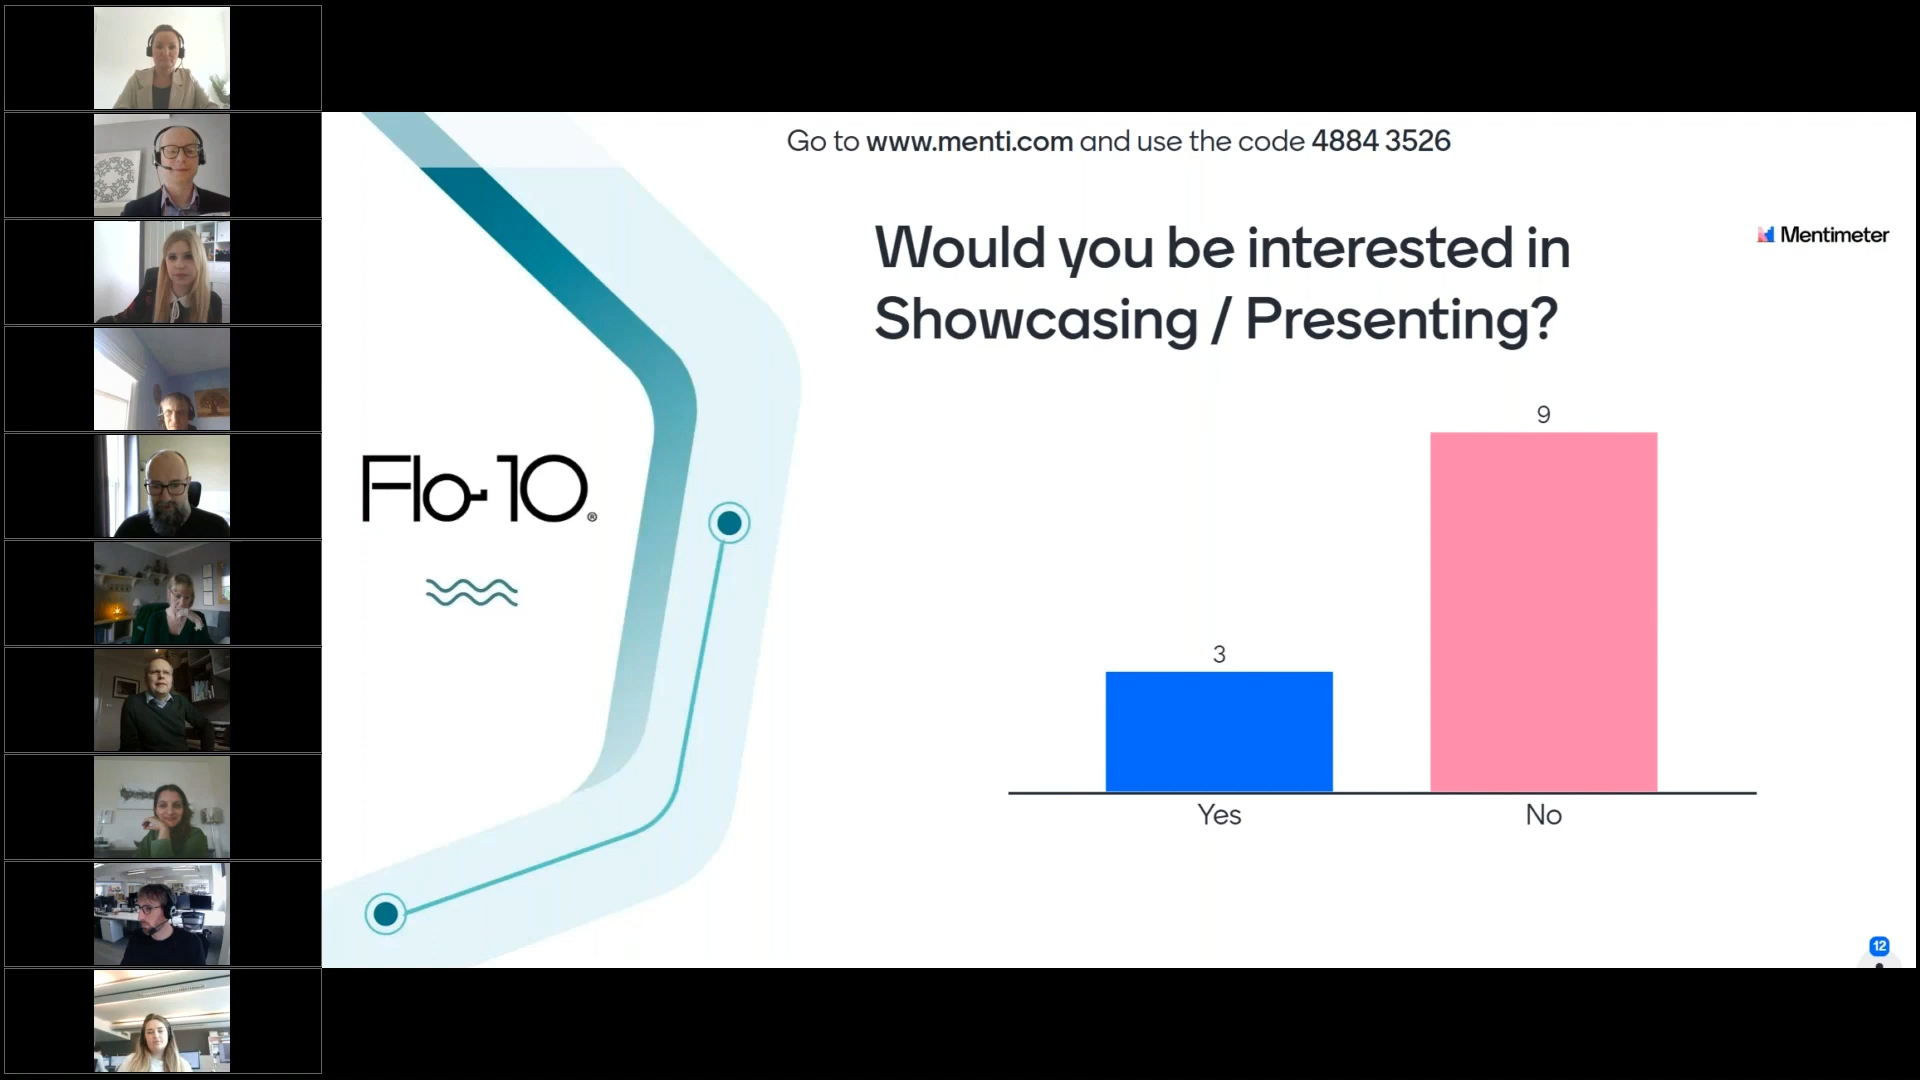 Go to www.menti.com and use the code 4884 3526
Would you be interested in
Showcasing / Presenting?
Mentimeter
Flo-10®
9
3
Yes
No
12